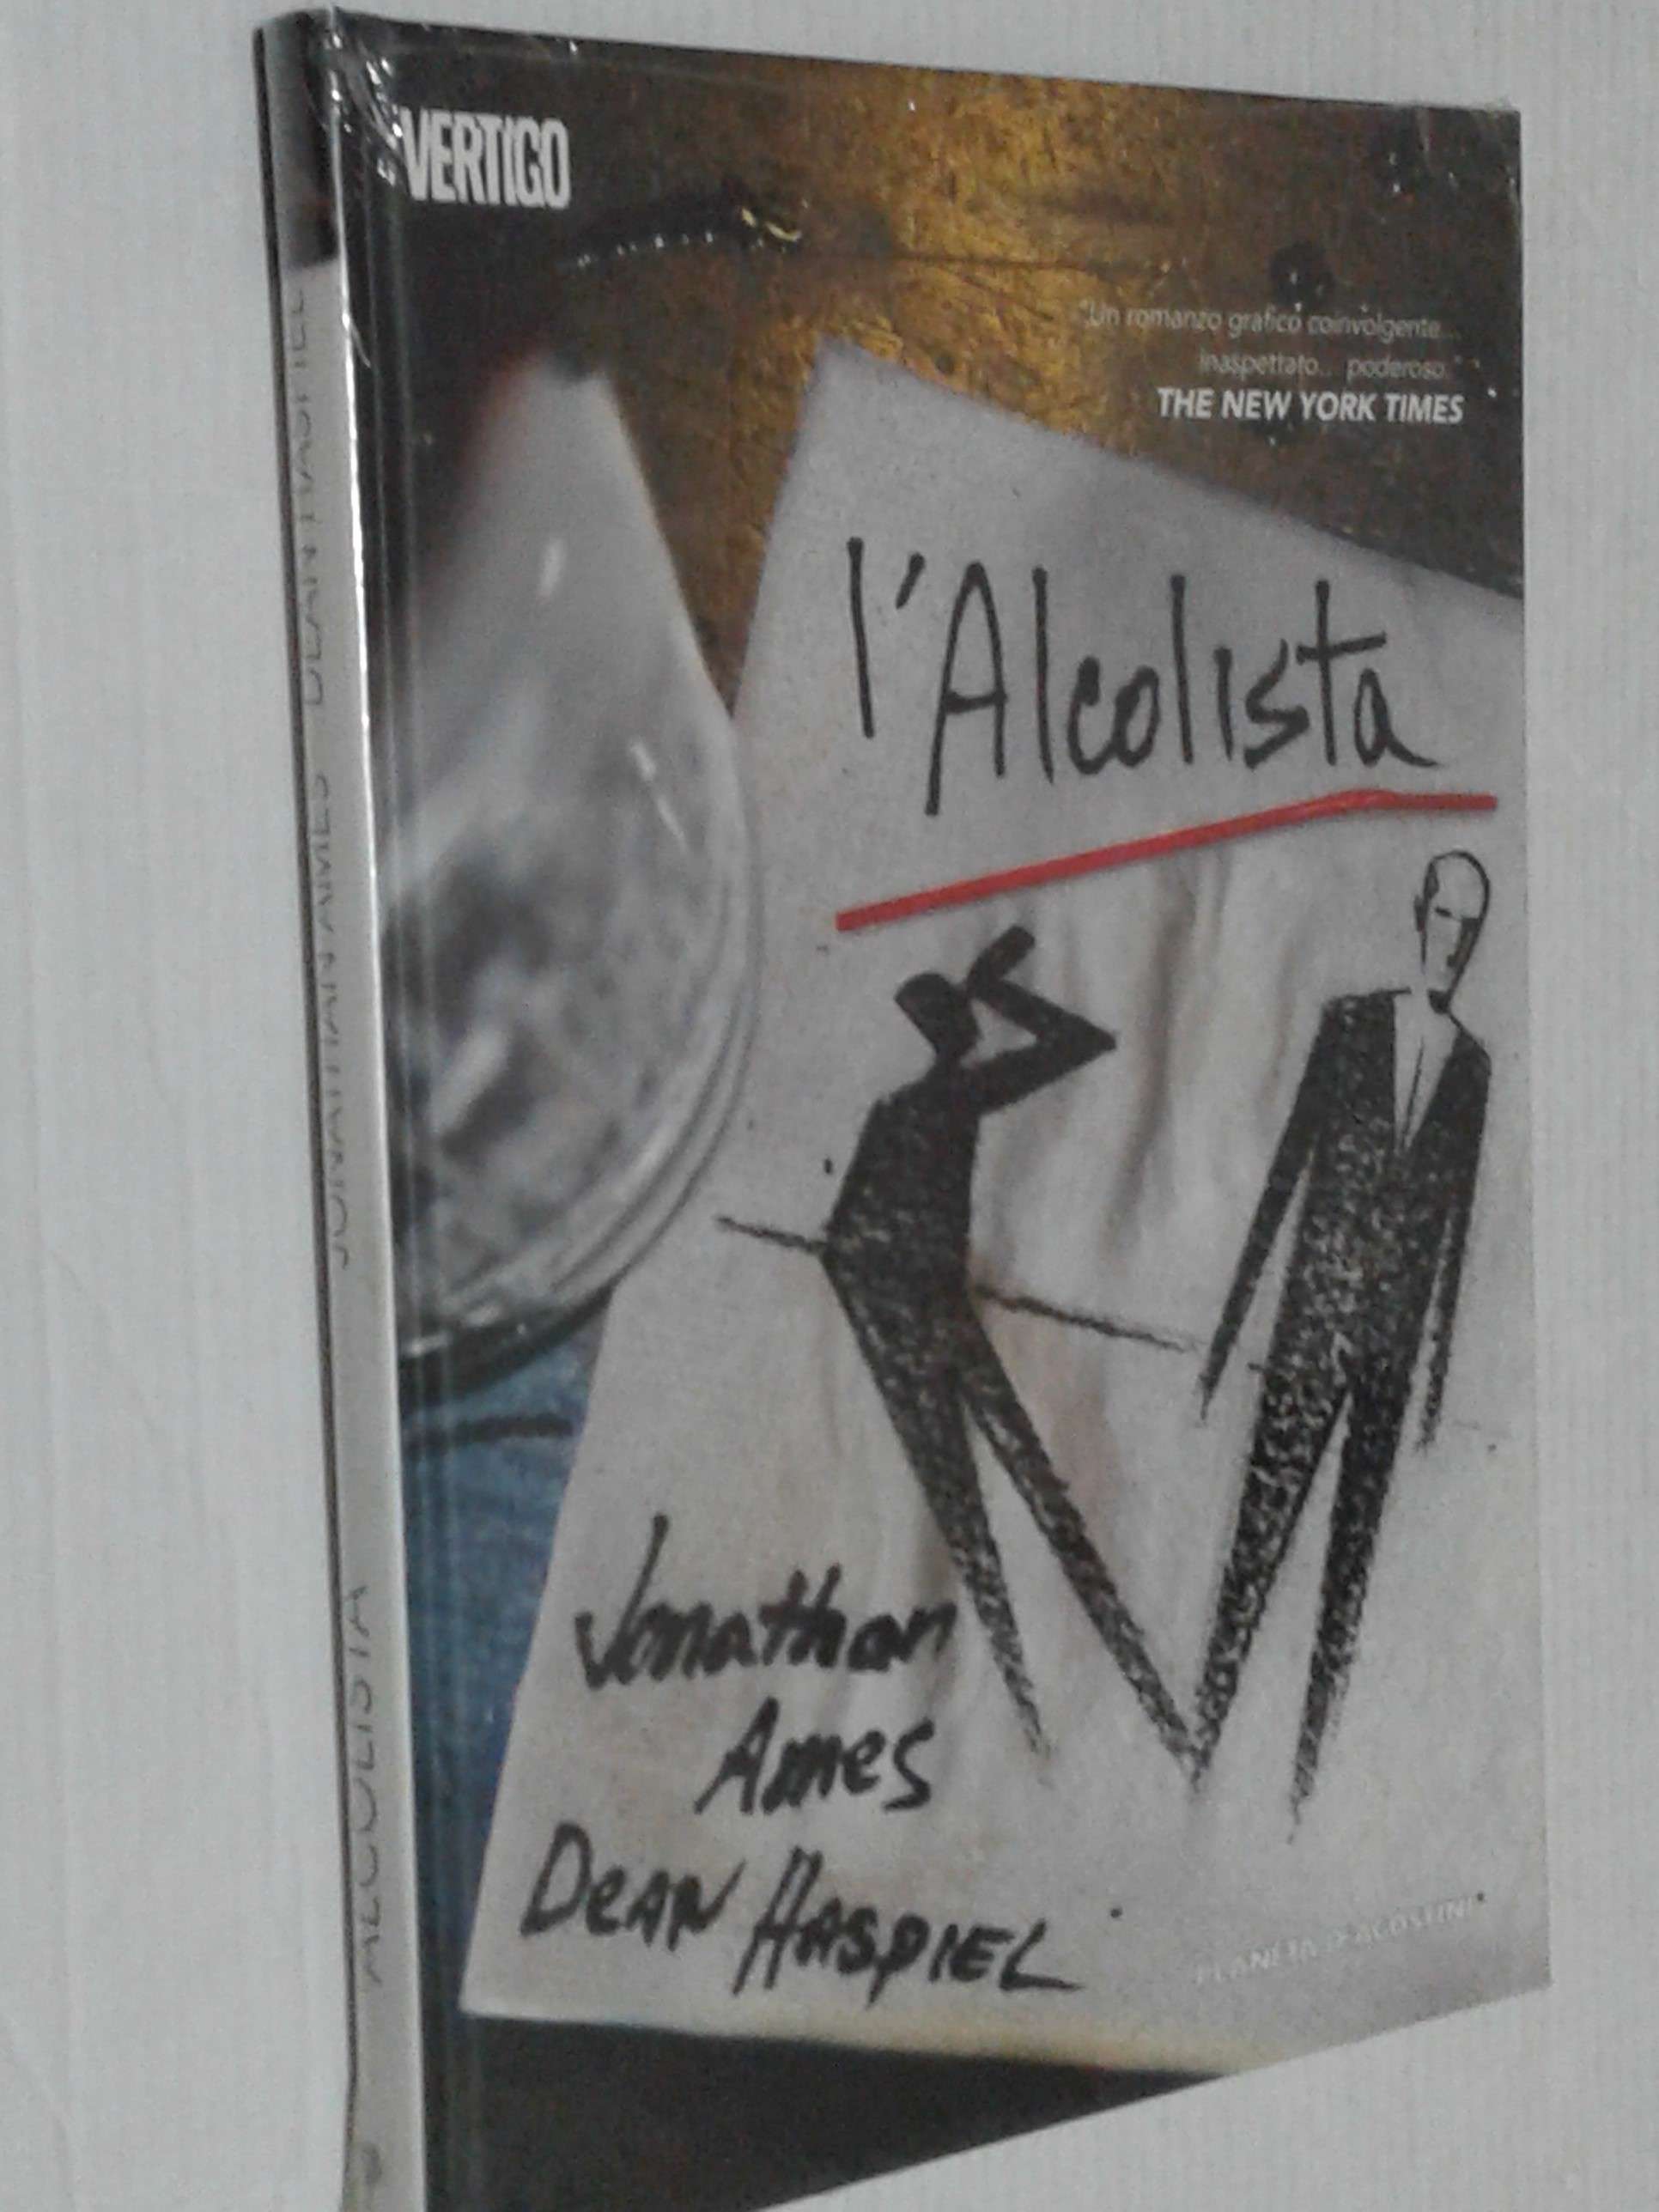 VERTIGO
"Un romanzo grafico coinvolgente...
inaspettato... poderoso."
THE NEW YORK TIMES
l'Alcolista
Jonathan
Ames
DEAN HASPIEL
PLANETA DEAGOSTINI
JONATHAN AMES DEAN HASPIEL
ALCOLISTA